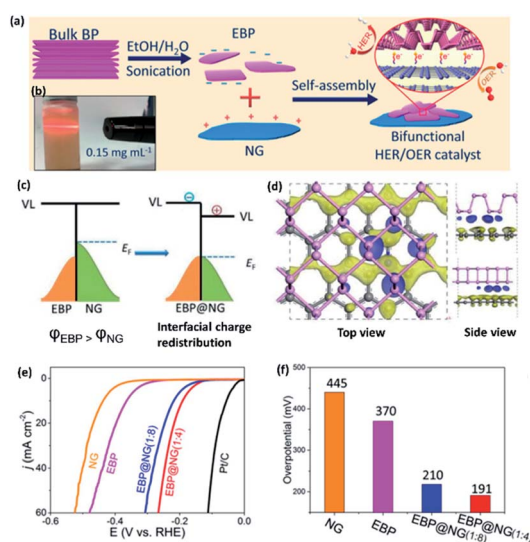 (a)
Bulk BP
EtOH/H₂O
Sonication
EBP
NG
Self-assembly
HER
e⁻ e⁻ e⁻ e⁻
OER
Bifunctional
HER/OER catalyst
(b)
0.15 mg mL⁻¹
(c)
VL
E_F
EBP NG
φ_EBP > φ_NG
VL
VL
E_F
EBP@NG
Interfacial charge
redistribution
(d)
Top view
Side view
(e)
j (mA cm⁻²)
0
20
40
60
NG
EBP
EBP@NG(1:8)
EBP@NG(1:4)
Pt/C
-0.6 -0.4 -0.2 0.0
E (V vs. RHE)
(f)
Overpotential (mV)
500
400
300
200
445
370
210
191
NG
EBP
EBP@NG(1:8)
EBP@NG(1:4